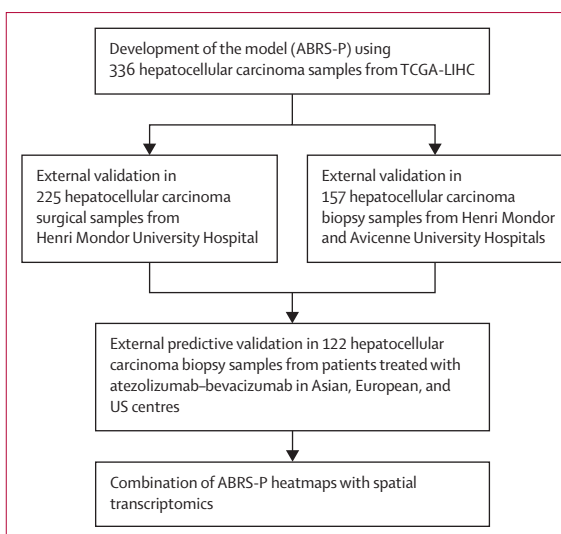 Development of the model (ABRS-P) using
336 hepatocellular carcinoma samples from TCGA-LIHC
External validation in
225 hepatocellular carcinoma
surgical samples from
Henri Mondor University Hospital
External validation in
157 hepatocellular carcinoma
biopsy samples from Henri Mondor
and Avicenne University Hospitals
External predictive validation in 122 hepatocellular
carcinoma biopsy samples from patients treated with
atezolizumab–bevacizumab in Asian, European, and
US centres
Combination of ABRS-P heatmaps with spatial
transcriptomics